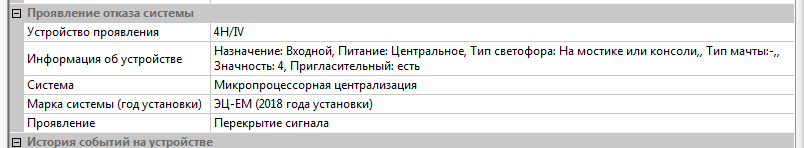 Проявление отказа системы
Устройство проявления 4Н/IV
Информация об устройстве Назначение: Входной, Питание: Центральное, Тип светофора: На мостике или консоли,, Тип мачты:-,,
Значность: 4, Пригласительный: есть
Система Микропроцессорная централизация
Марка системы (год установки) ЭЦ-ЕМ (2018 года установки)
Проявление Перекрытие сигнала
История событий на устройстве